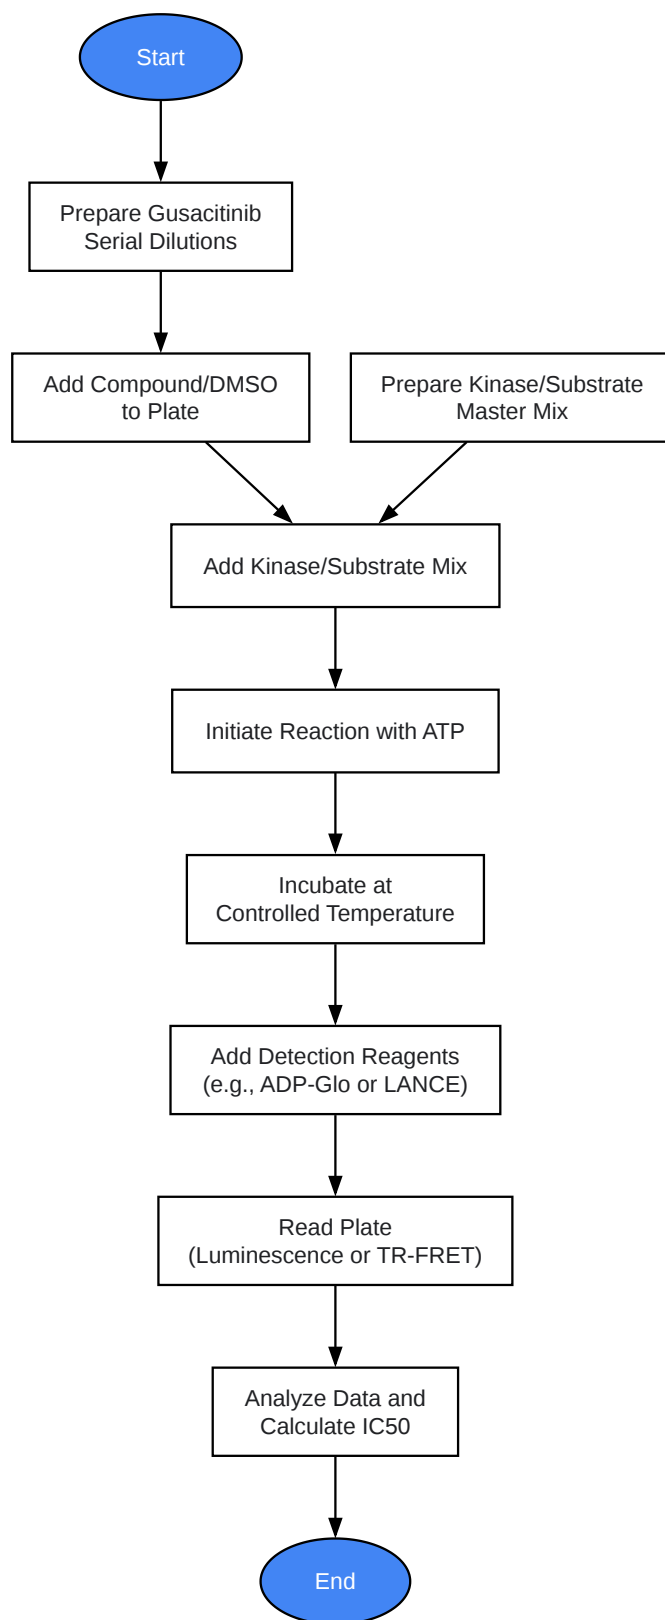 Start
Prepare Gusacitinib
Serial Dilutions
Add Compound/DMSO
to Plate
Prepare Kinase/Substrate
Master Mix
Add Kinase/Substrate Mix
Initiate Reaction with ATP
Incubate at
Controlled Temperature
Add Detection Reagents
(e.g., ADP-Glo or LANCE)
Read Plate
(Luminescence or TR-FRET)
Analyze Data and
Calculate IC50
End